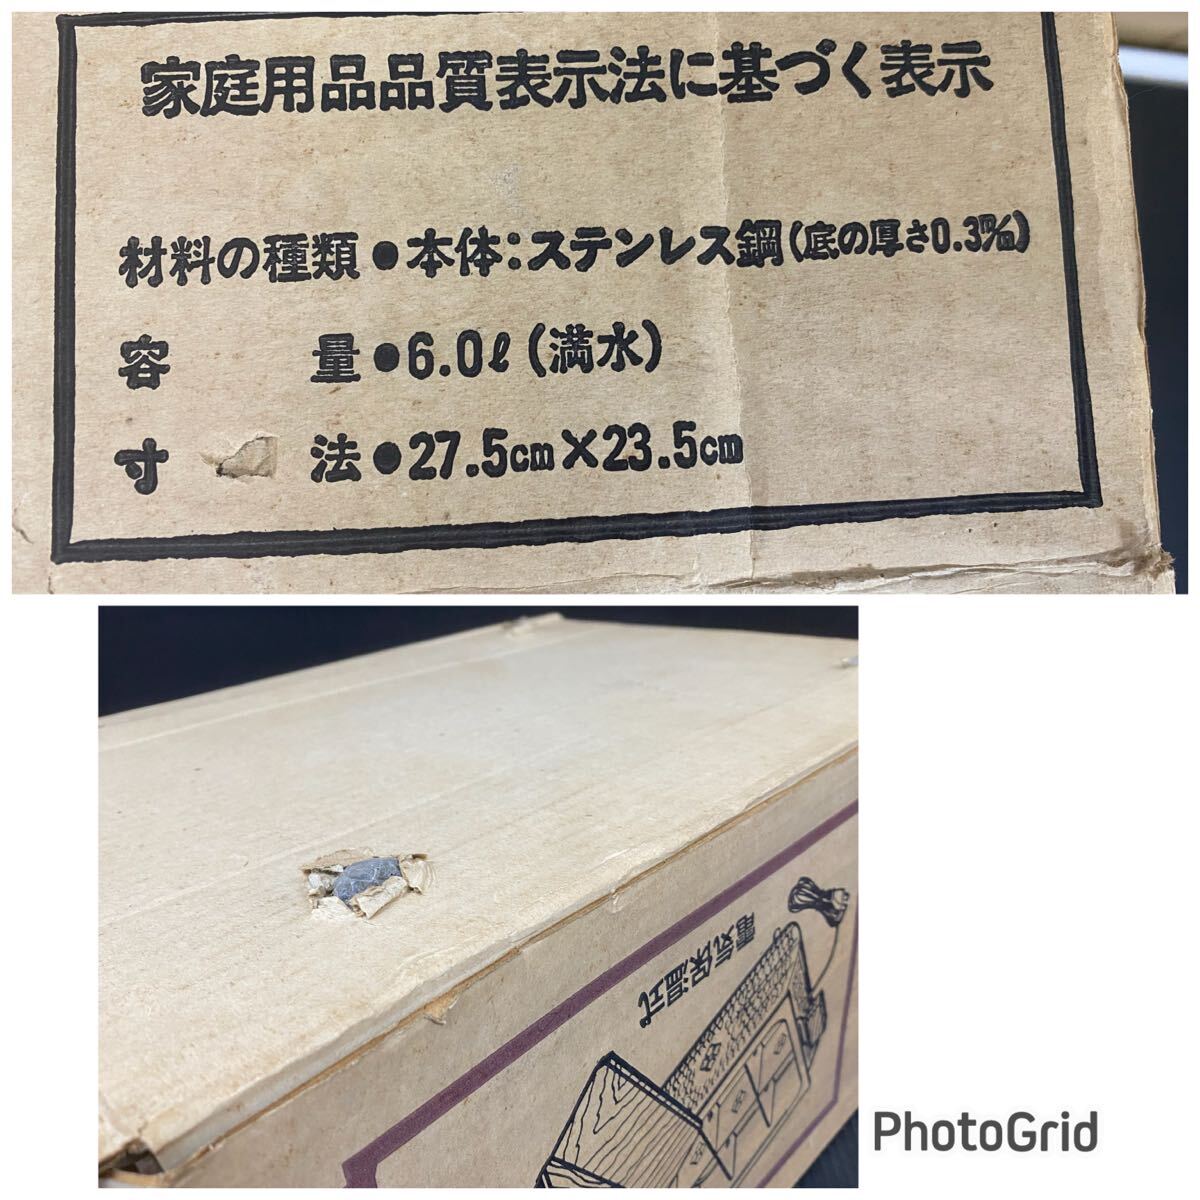 家庭用品品質表示法に基づく表示
材料の種類●本体:ステンレス鋼(底の厚さ0.3㎜)
容量●6.0ℓ(満水)
寸法●27.5cm×23.5cm
電気保温式
PhotoGrid